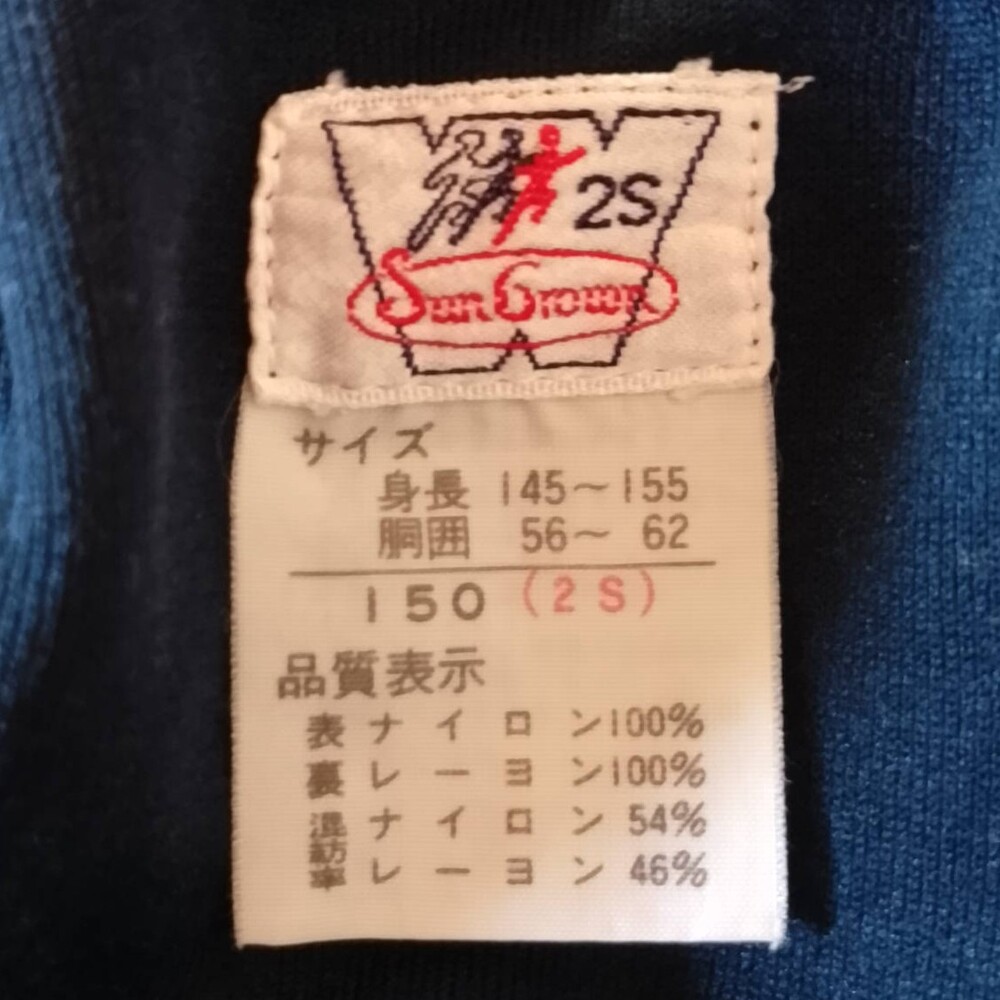 2S
Sun Crown
サイズ
身長 145～155
胴囲 56～ 62
150 (2S)
品質表示
表 ナイロン100%
裏 レーヨン100%
混紡率 ナイロン 54%
レーヨン 46%